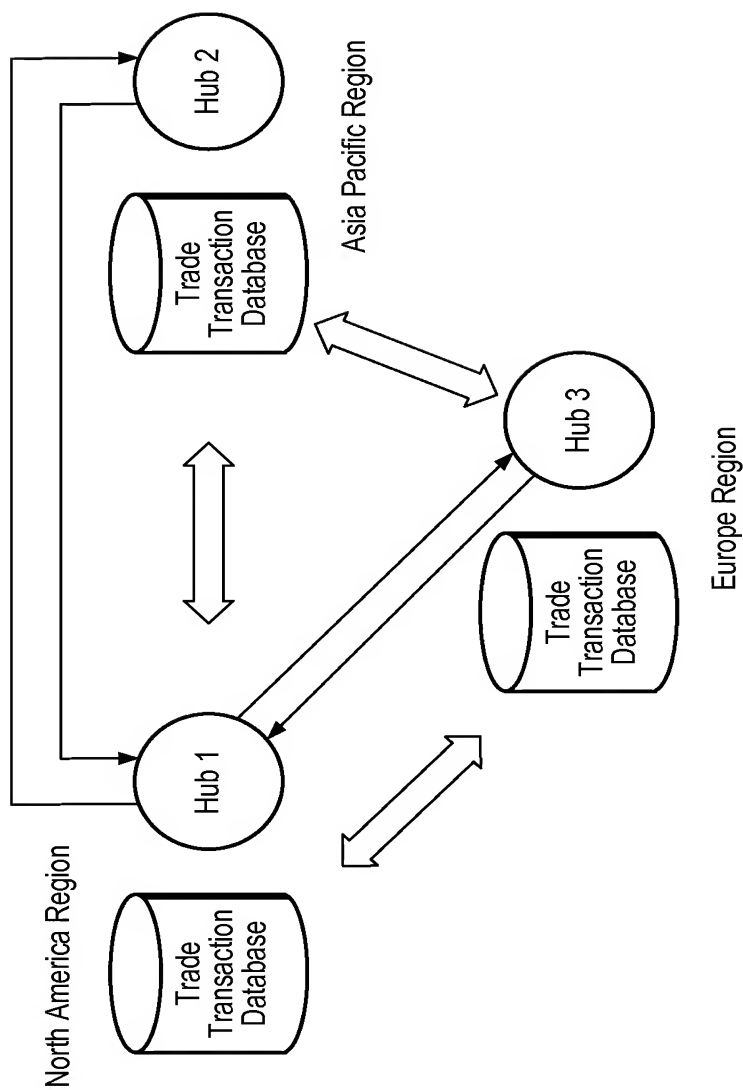 North America Region
Trade
Transaction
Database
Hub 1
Trade
Transaction
Database
Hub 2
Asia Pacific Region
Trade
Transaction
Database
Hub 3
Europe Region